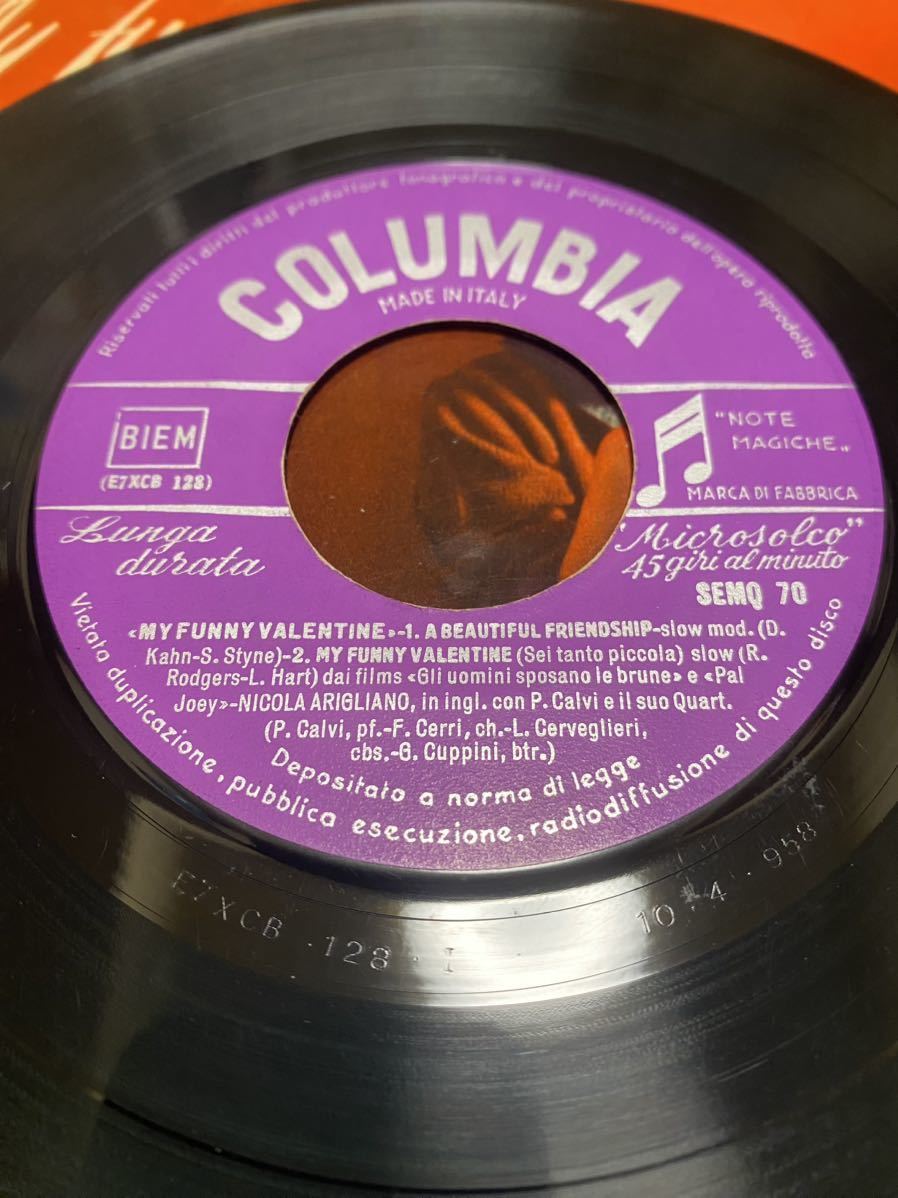 Riservati tutti i diritti del produttore fonografico e del proprietario dell'opera riprodotta
COLUMBIA
MADE IN ITALY
BIEM
(E7XCB 128)
"NOTE
MAGICHE„
MARCA DI FABBRICA
Lunga
durata
"Microsolco"
45 giri al minuto
SEMQ 70
«MY FUNNY VALENTINE»-1. A BEAUTIFUL FRIENDSHIP-slow mod. (D.
Kahn-S. Styne)-2. MY FUNNY VALENTINE (Sei tanto piccola) slow (R.
Rodgers-L. Hart) dai films «Gli uomini sposano le brune» e «Pal
Joey»-NICOLA ARIGLIANO, in ingl. con P. Calvi e il suo Quart.
(P. Calvi, pf.-F. Cerri, ch.-L. Cerveglieri,
cbs.-G. Cuppini, btr.)
Depositato a norma di legge
Vietata duplicazione, pubblica esecuzione, radiodiffusione di questo disco
E7XCB .128.I
10.4.958